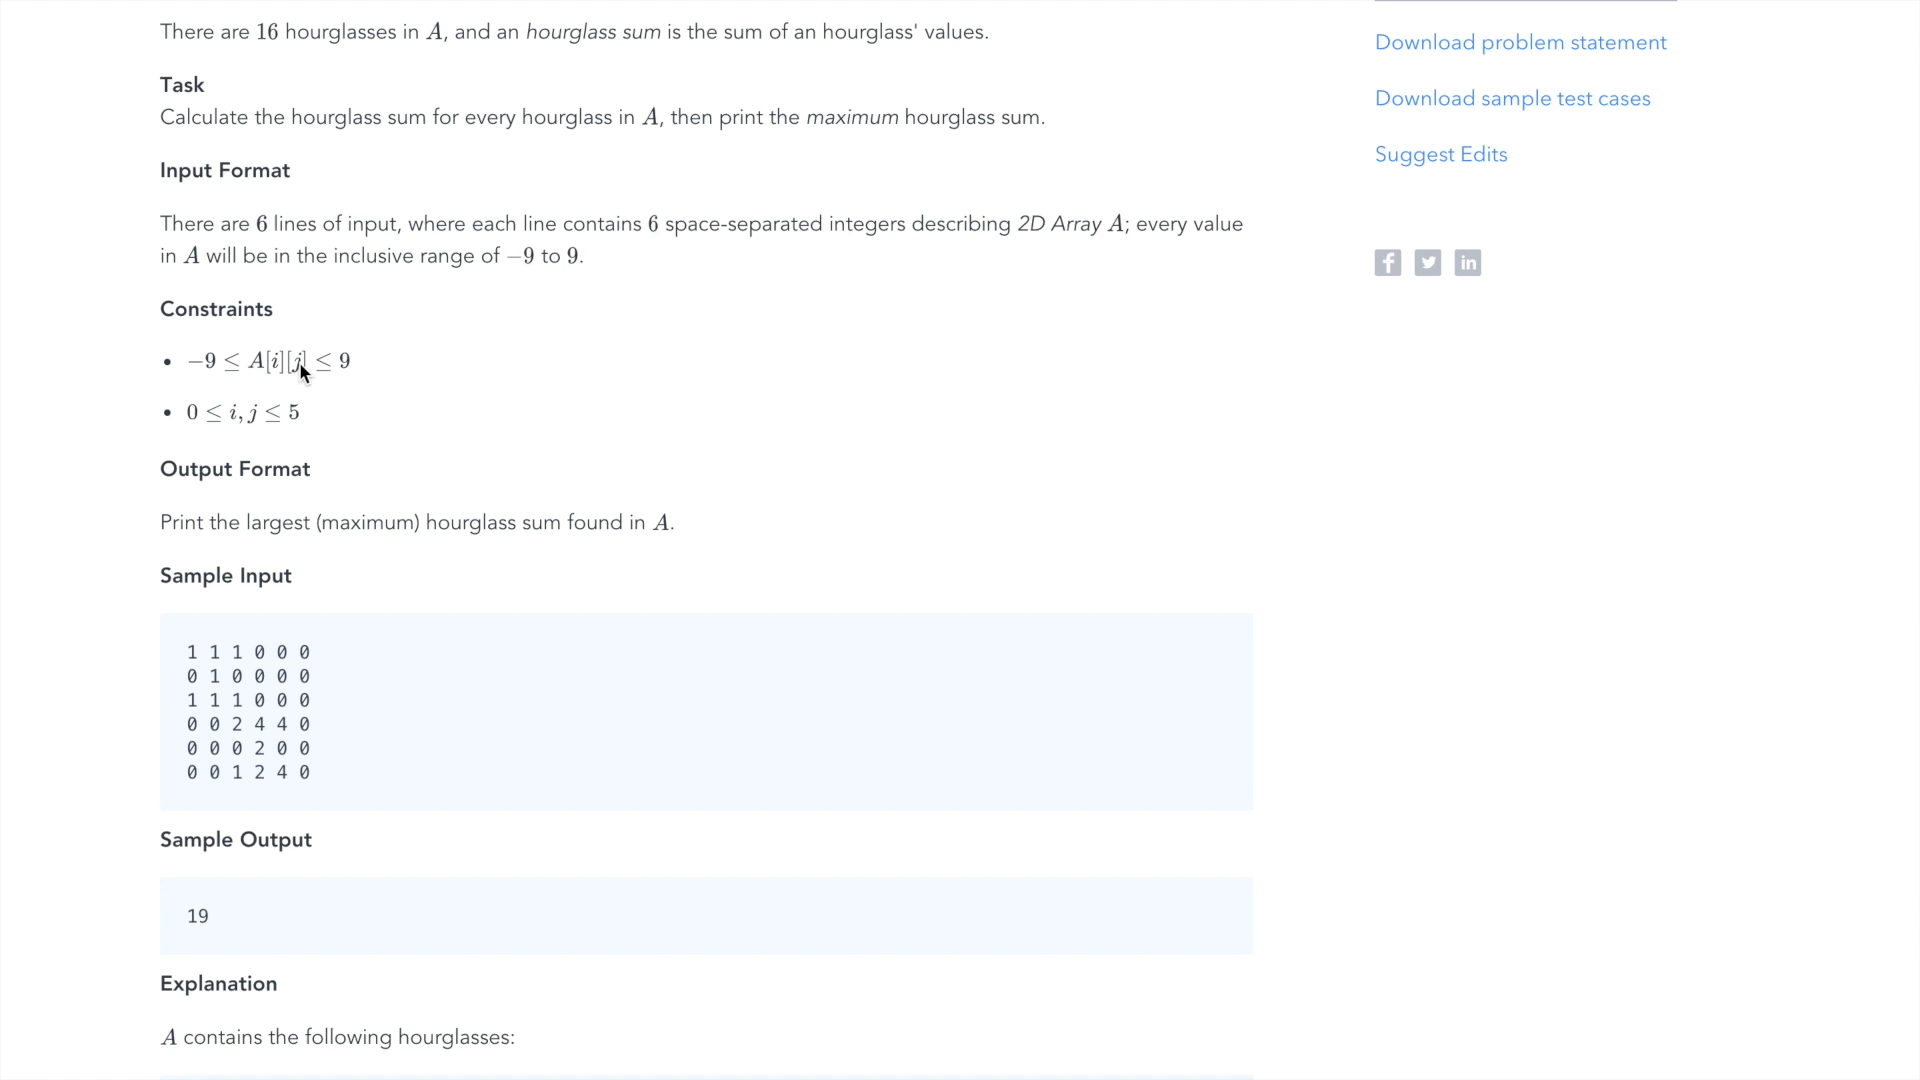 There are 16 hourglasses in A, and an hourglass sum is the sum of an hourglass' values.
Task
Calculate the hourglass sum for every hourglass in A, then print the maximum hourglass sum.
Input Format
There are 6 lines of input, where each line contains 6 space-separated integers describing 2D Array A; every value
in A will be in the inclusive range of −9 to 9.
Constraints
• −9 ≤ A[i][j] ≤ 9
• 0 ≤ i, j ≤ 5
Output Format
Print the largest (maximum) hourglass sum found in A.
Sample Input
1 1 1 0 0 0
0 1 0 0 0 0
1 1 1 0 0 0
0 0 2 4 4 0
0 0 0 2 0 0
0 0 1 2 4 0
Sample Output
19
Explanation
A contains the following hourglasses:
Download problem statement
Download sample test cases
Suggest Edits
f
in